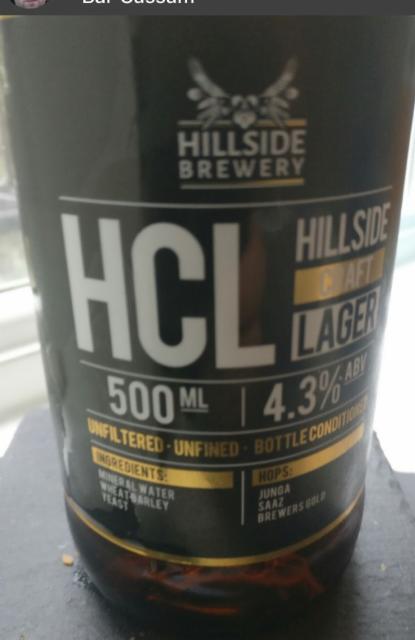 HILLSIDE
BREWERY
HCL
HILLSIDE
CRAFT
LAGER
500 ML
4.3% ABV
UNFILTERED · UNFINED · BOTTLE CONDITIONED
INGREDIENTS:
MINERAL WATER
WHEAT·BARLEY
YEAST
HOPS:
JUNGA
SAAZ
BREWERS GOLD